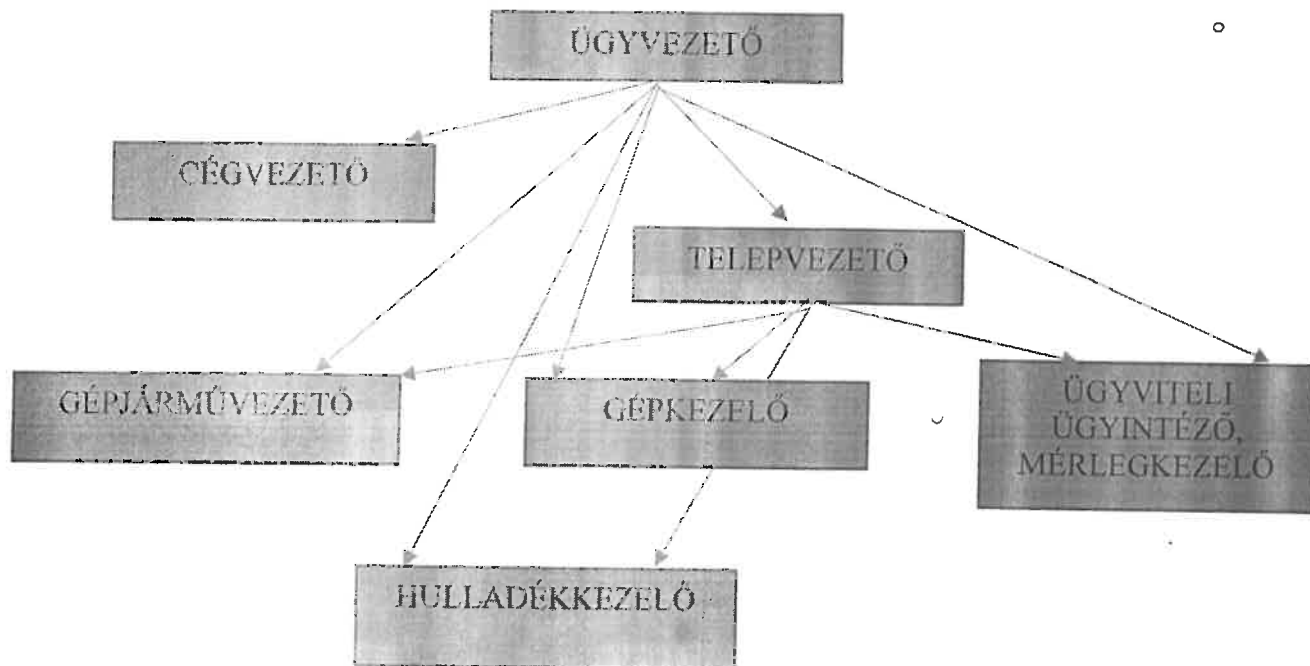 ÜGYVEZETŐ
CÉGVEZETŐ
TELEPVEZETŐ
GÉPJÁRMŰVEZETŐ
GÉPKEZELŐ
ÜGYVITELI
ÜGYINTÉZŐ,
MÉRLEGKEZELŐ
HULLADÉKKEZELŐ